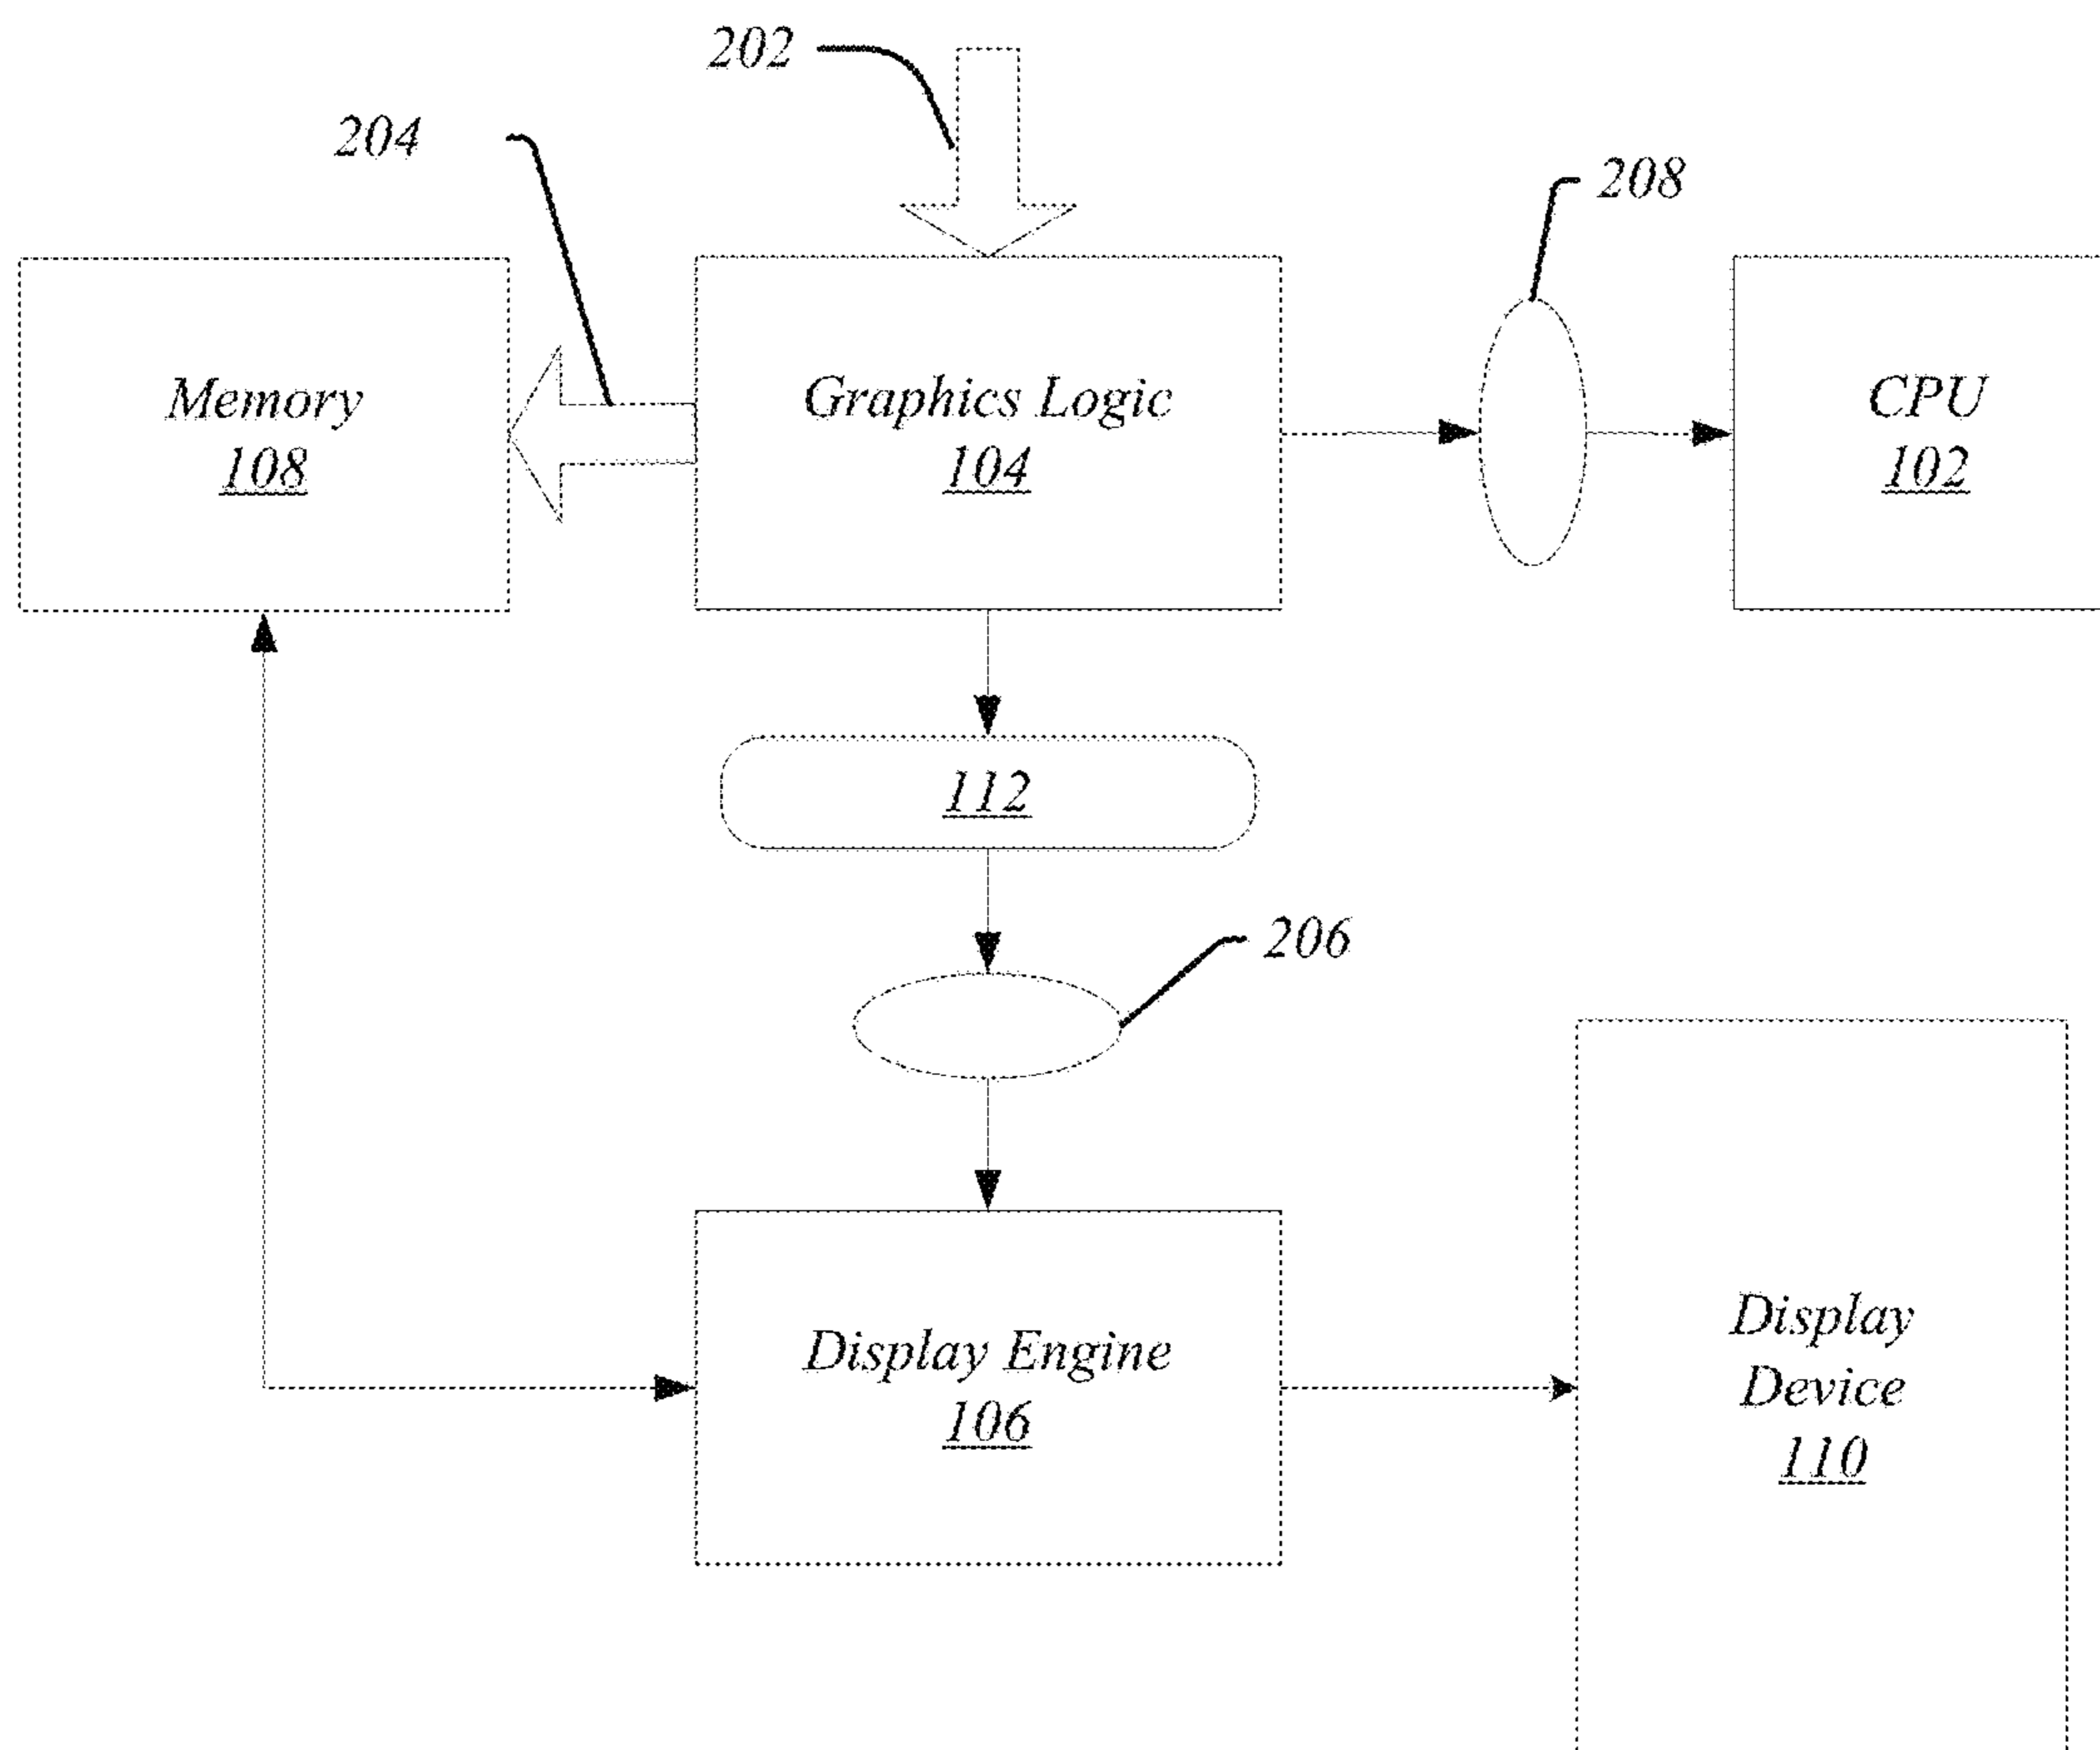 202
204
208
Memory
108
Graphics Logic
104
CPU
102
112
206
Display Engine
106
Display
Device
110